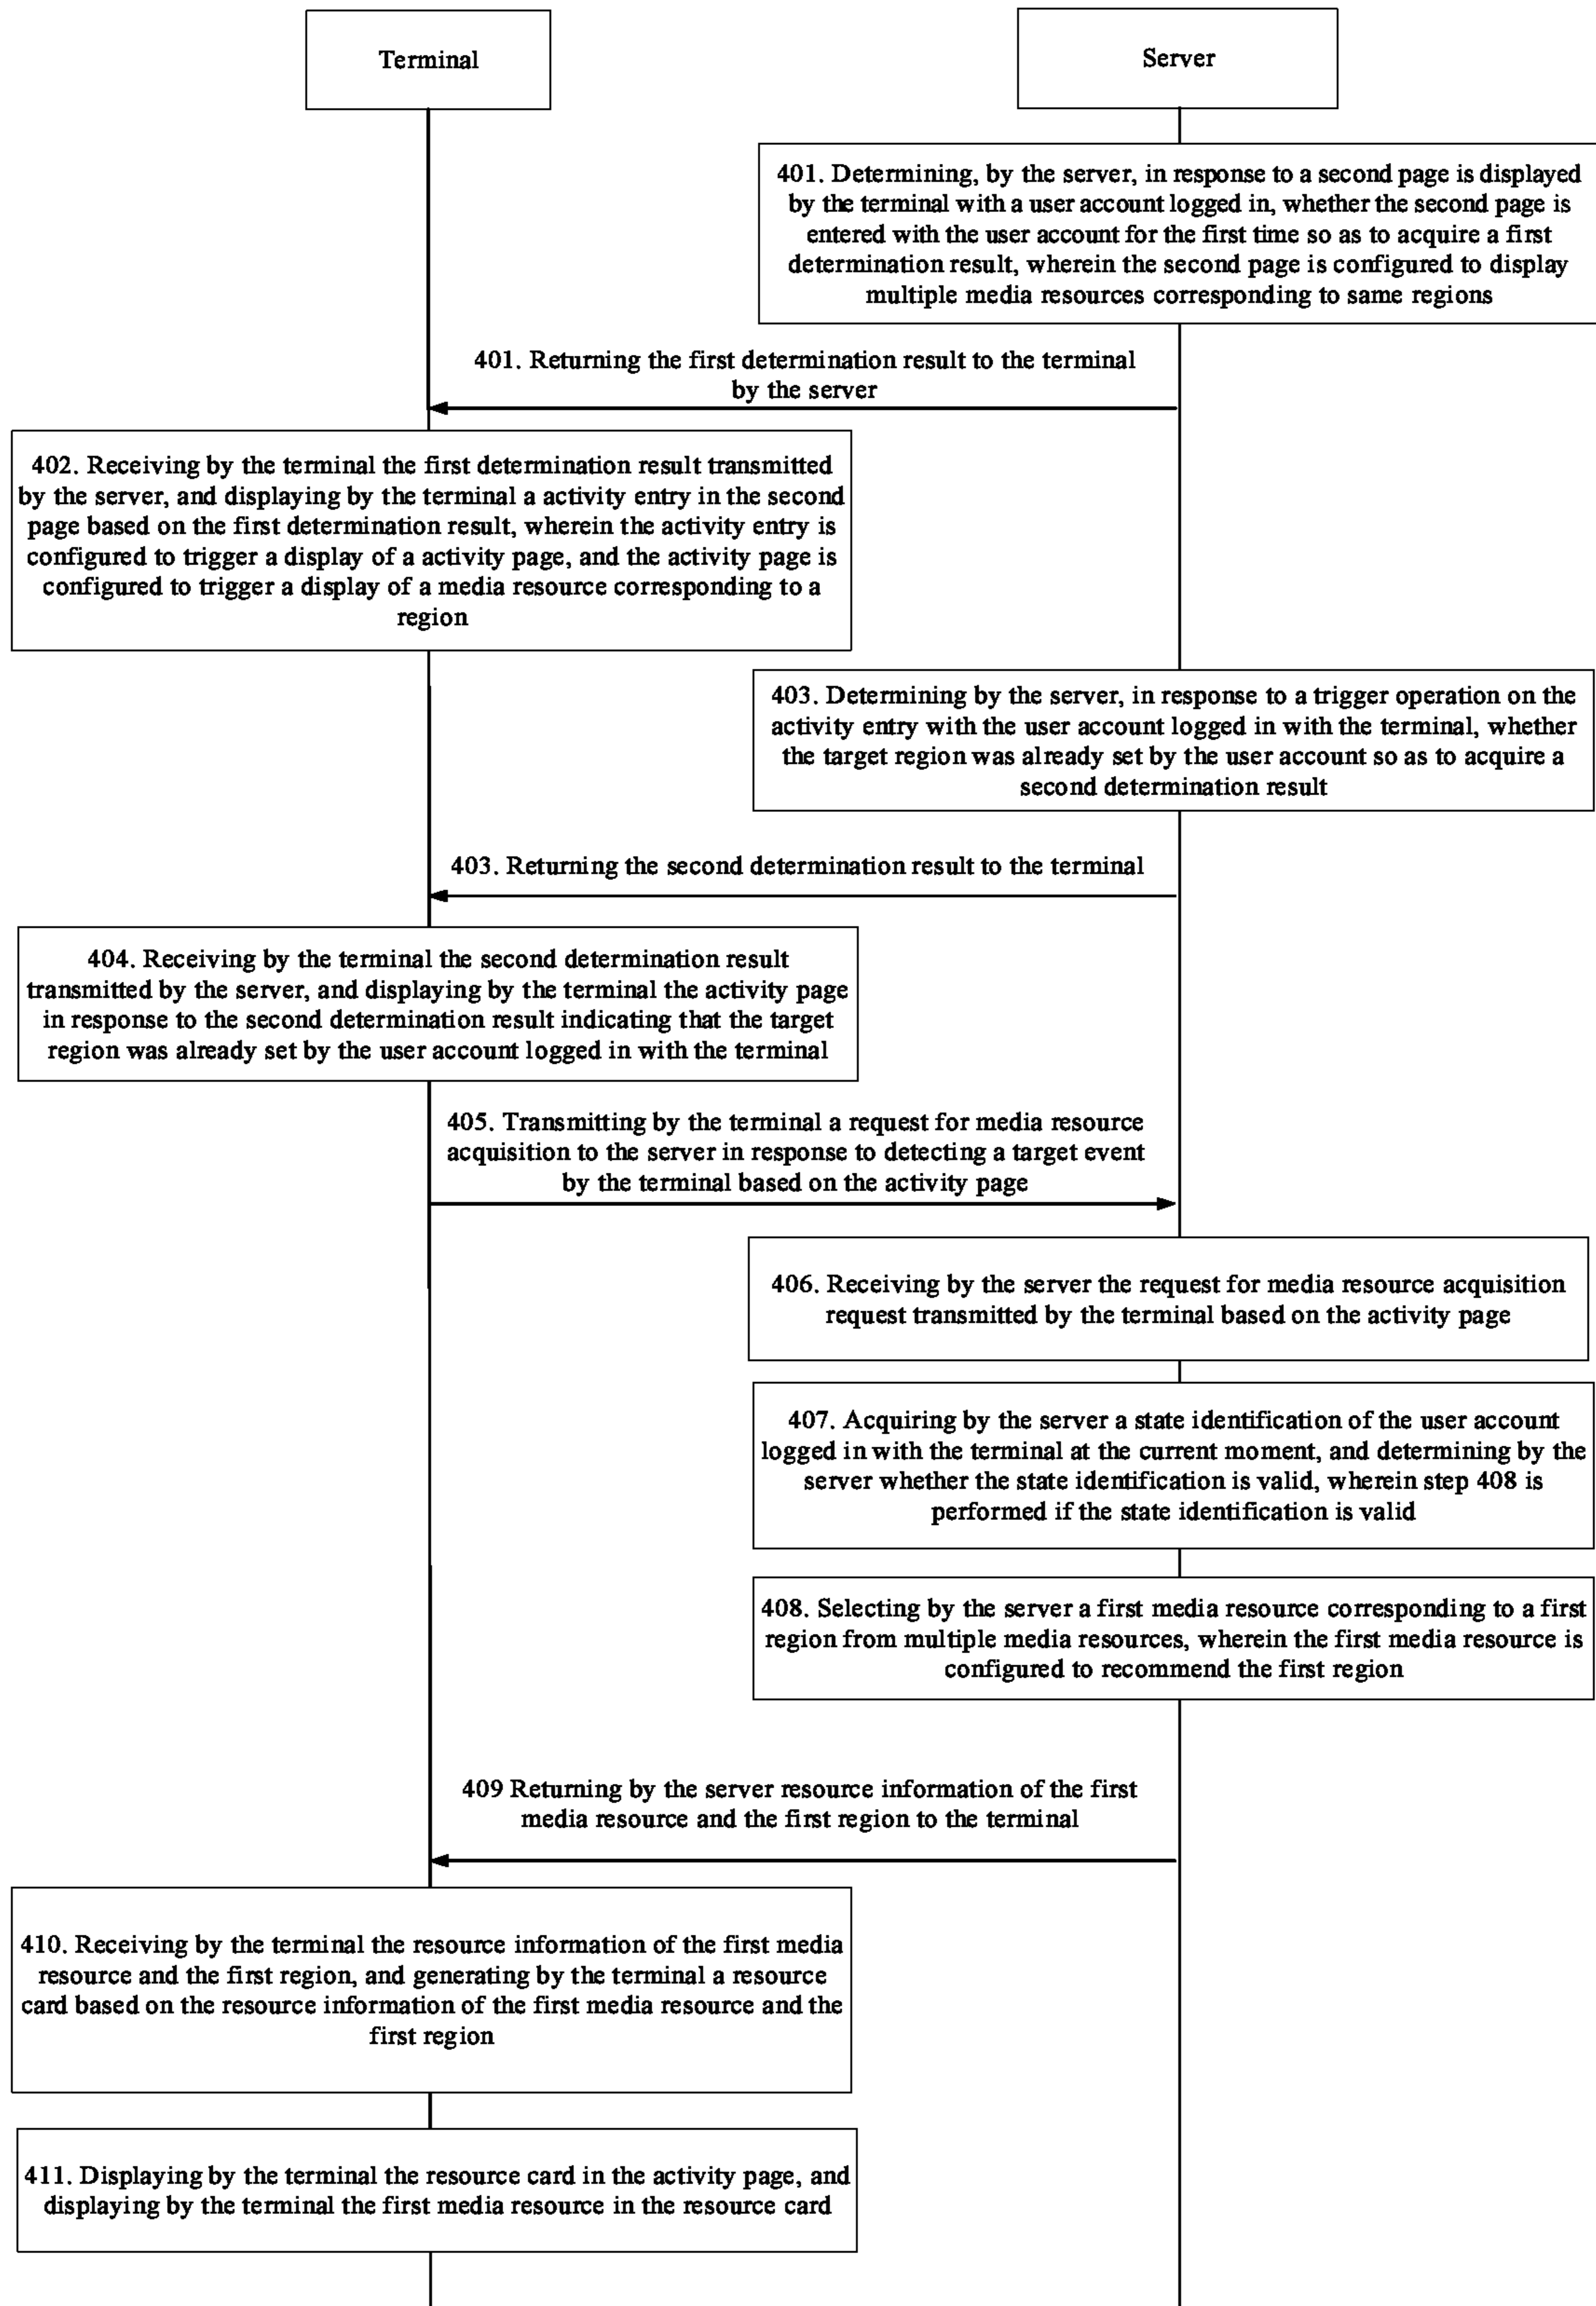 Terminal
Server
401. Determining, by the server, in response to a second page is displayed
by the terminal with a user account logged in, whether the second page is
entered with the user account for the first time so as to acquire a first
determination result, wherein the second page is configured to display
multiple media resources corresponding to same regions
401. Returning the first determination result to the terminal
by the server
402. Receiving by the terminal the first determination result transmitted
by the server, and displaying by the terminal a activity entry in the second
page based on the first determination result, wherein the activity entry is
configured to trigger a display of a activity page, and the activity page is
configured to trigger a display of a media resource corresponding to a
region
403. Determining by the server, in response to a trigger operation on the
activity entry with the user account logged in with the terminal, whether
the target region was already set by the user account so as to acquire a
second determination result
403. Returning the second determination result to the terminal
404. Receiving by the terminal the second determination result
transmitted by the server, and displaying by the terminal the activity page
in response to the second determination result indicating that the target
region was already set by the user account logged in with the terminal
405. Transmitting by the terminal a request for media resource
acquisition to the server in response to detecting a target event
by the terminal based on the activity page
406. Receiving by the server the request for media resource acquisition
request transmitted by the terminal based on the activity page
407. Acquiring by the server a state identification of the user account
logged in with the terminal at the current moment, and determining by the
server whether the state identification is valid, wherein step 408 is
performed if the state identification is valid
408. Selecting by the server a first media resource corresponding to a first
region from multiple media resources, wherein the first media resource is
configured to recommend the first region
409 Returning by the server resource information of the first
media resource and the first region to the terminal
410. Receiving by the terminal the resource information of the first media
resource and the first region, and generating by the terminal a resource
card based on the resource information of the first media resource and the
first region
411. Displaying by the terminal the resource card in the activity page, and
displaying by the terminal the first media resource in the resource card